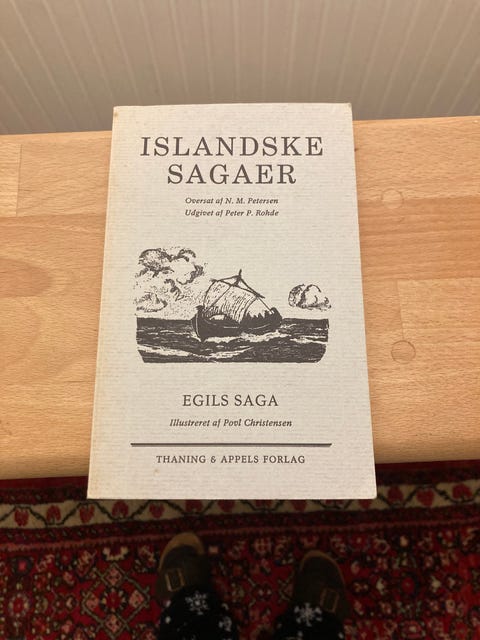 ISLANDSKE
SAGAER
Oversat af N. M. Petersen
Udgivet af Peter P. Rohde
EGILS SAGA
Illustreret af Povl Christensen
THANING & APPELS FORLAG